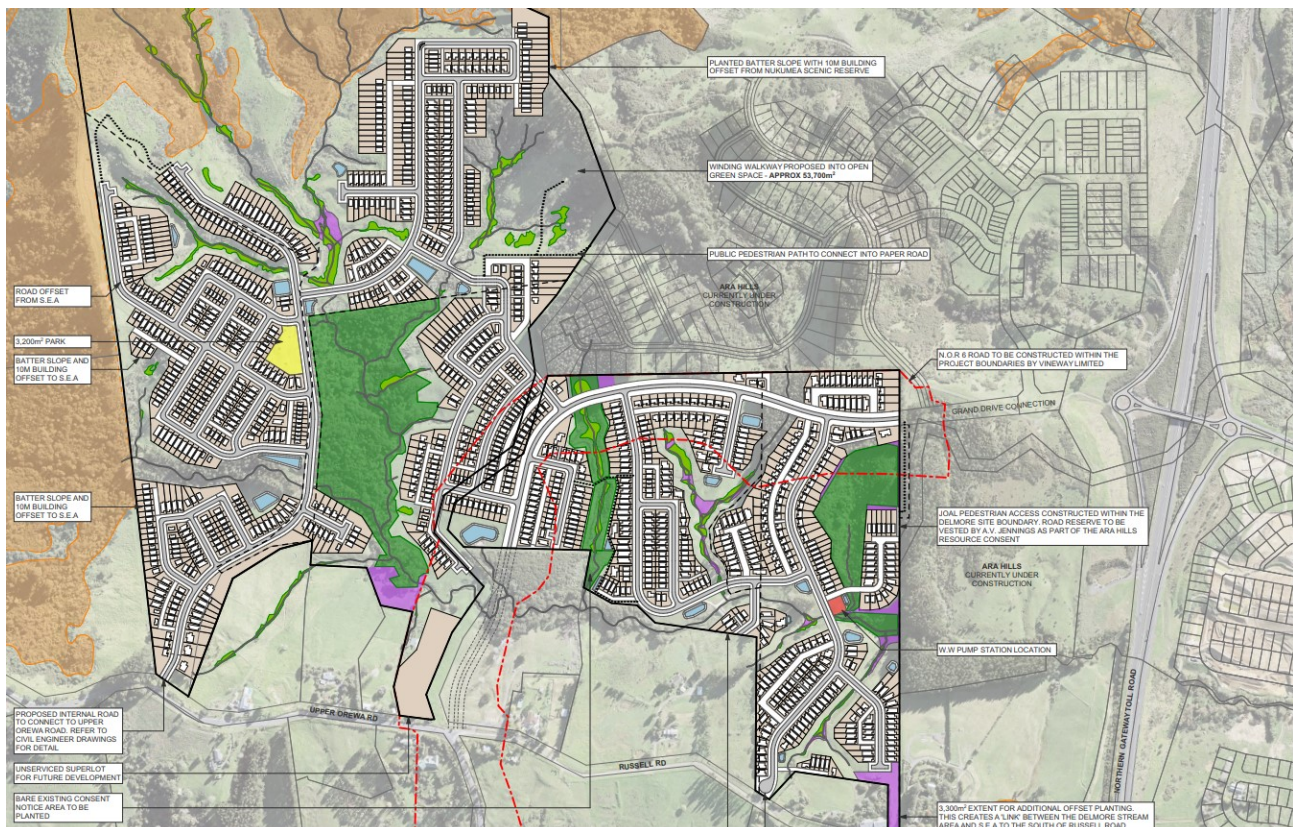 PLANTED BATTER SLOPE WITH 10M BUILDING
OFFSET FROM NUKUMEA SCENIC RESERVE
WINDING WALKWAY PROPOSED INTO OPEN
GREEN SPACE - APPROX 53,700m²
PUBLIC PEDESTRIAN PATH TO CONNECT INTO PAPER ROAD
ARA HILLS
CURRENTLY UNDER
CONSTRUCTION
ROAD OFFSET
FROM S.E.A
3,200m² PARK
BATTER SLOPE AND
10M BUILDING
OFFSET TO S.E.A
N.O.R 6 ROAD TO BE CONSTRUCTED WITHIN THE
PROJECT BOUNDARIES BY VINEWAY LIMITED
GRAND DRIVE CONNECTION
BATTER SLOPE AND
10M BUILDING
OFFSET TO S.E.A
JOAL PEDESTRIAN ACCESS CONSTRUCTED WITHIN THE
DELMORE SITE BOUNDARY. ROAD RESERVE TO BE
VESTED BY A.V. JENNINGS AS PART OF THE ARA HILLS
RESOURCE CONSENT
ARA HILLS
CURRENTLY UNDER
CONSTRUCTION
W.W PUMP STATION LOCATION
PROPOSED INTERNAL ROAD
TO CONNECT TO UPPER
OREWA ROAD. REFER TO
CIVIL ENGINEER DRAWINGS
FOR DETAIL
UPPER OREWA RD
RUSSELL RD
NORTHERN GATEWAY TOLL ROAD
UNSERVICED SUPERLOT
FOR FUTURE DEVELOPMENT
BARE EXISTING CONSENT
NOTICE AREA TO BE
PLANTED
3,300m² EXTENT FOR ADDITIONAL OFFSET PLANTING.
THIS CREATES A 'LINK' BETWEEN THE DELMORE STREAM
AREA AND S.E.A TO THE SOUTH OF RUSSELL ROAD